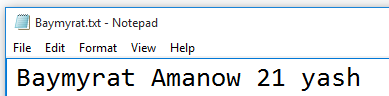 Baymyrat.txt - Notepad
File Edit Format View Help
Baymyrat Amanow 21 yash